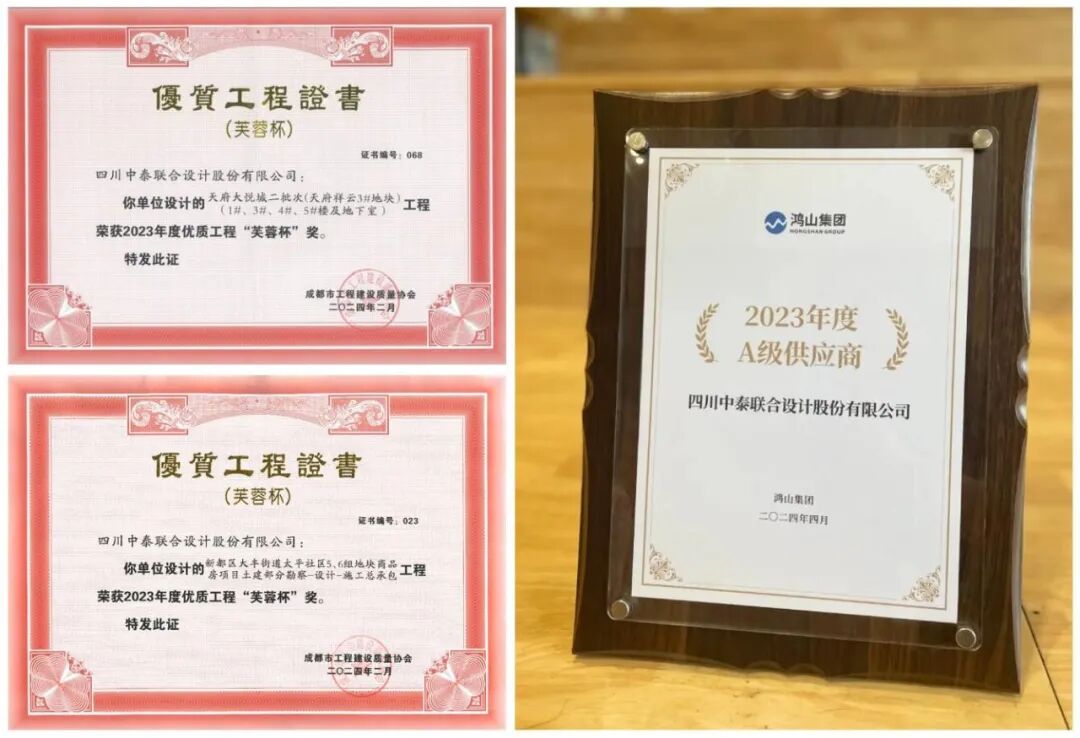 優質工程證書
(芙蓉杯)
证书编号：068
四川中泰联合设计股份有限公司：
你单位设计的天府大悦城二批次(天府祥云3#地块)
(1#、3#、4#、5#楼及地下室)工程
荣获2023年度优质工程“芙蓉杯”奖。
特发此证
成都市工程建设质量协会
二〇二四年二月
優質工程證書
(芙蓉杯)
证书编号：023
四川中泰联合设计股份有限公司：
你单位设计的新都区大丰街道太平社区5、6组地块商品
房项目土建部分勘察-设计-施工总承包工程
荣获2023年度优质工程“芙蓉杯”奖。
特发此证
成都市工程建设质量协会
二〇二四年二月
鸿山集团
HONGSHAN GROUP
2023年度
A级供应商
四川中泰联合设计股份有限公司
鸿山集团
二〇二四年四月